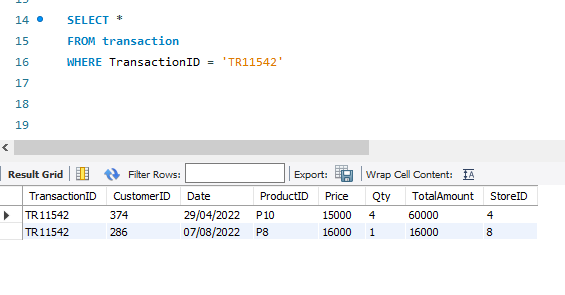 14 SELECT *
15 FROM transaction
16 WHERE TransactionID = 'TR11542'
17
18
19
Result Grid Filter Rows: Export: Wrap Cell Content:
TransactionID CustomerID Date ProductID Price Qty TotalAmount StoreID
TR11542 374 29/04/2022 P10 15000 4 60000 4
TR11542 286 07/08/2022 P8 16000 1 16000 8